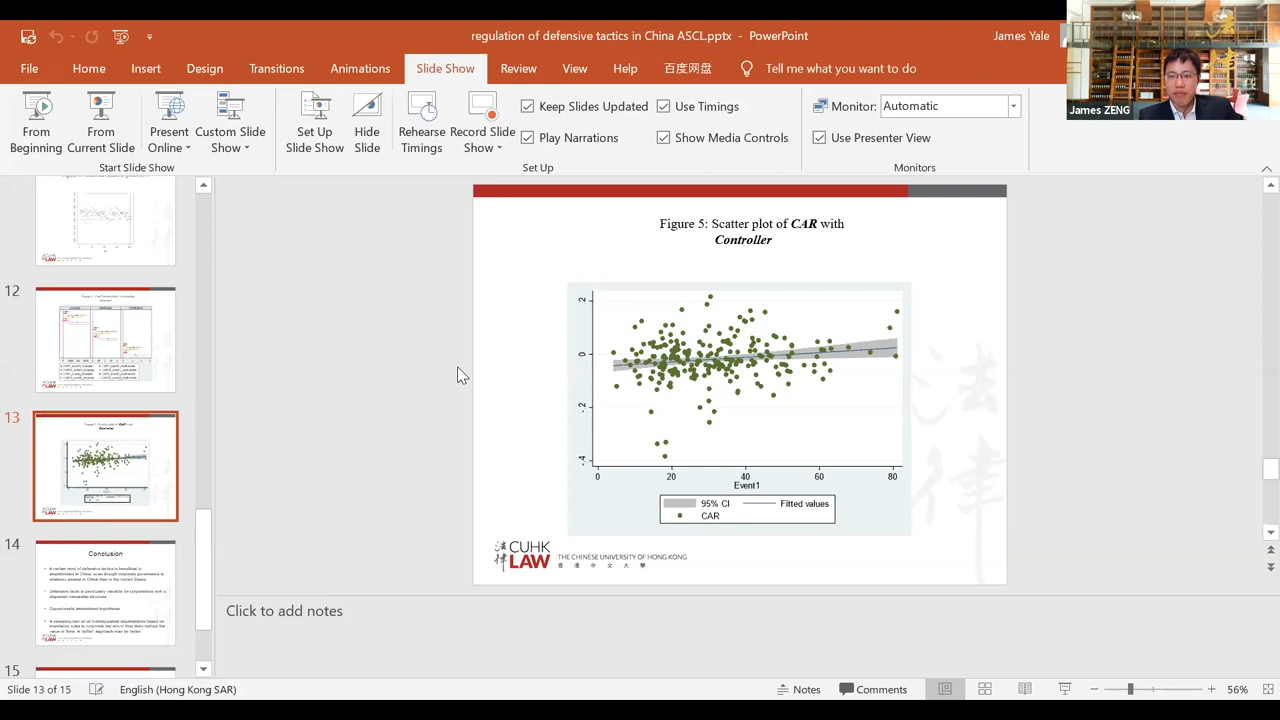 regulation of defensive tactics in China ASCL.pptx - PowerPoint
James Yale
File Home Insert Design Transitions Animations Slide Show Review View Help 百度网盘 Tell me what you want to do
From Beginning
From Current Slide
Present Online
Custom Slide Show
Set Up Slide Show
Hide Slide
Rehearse Timings
Record Slide Show
Keep Slides Updated
Play Narrations
Use Timings
Show Media Controls
Monitor: Automatic
Use Presenter View
Start Slide Show
Set Up
Monitors
James ZENG
12
13
14
Conclusion
15
Figure 5: Scatter plot of CAR with
Controller
.2
0
-.2
-.4
0 20 40 60 80
Event1
95% CI Fitted values
CAR
法律
CUHK
LAW
THE CHINESE UNIVERSITY OF HONG KONG
香港中文大學
法律
Click to add notes
Slide 13 of 15
English (Hong Kong SAR)
Notes
Comments
56%